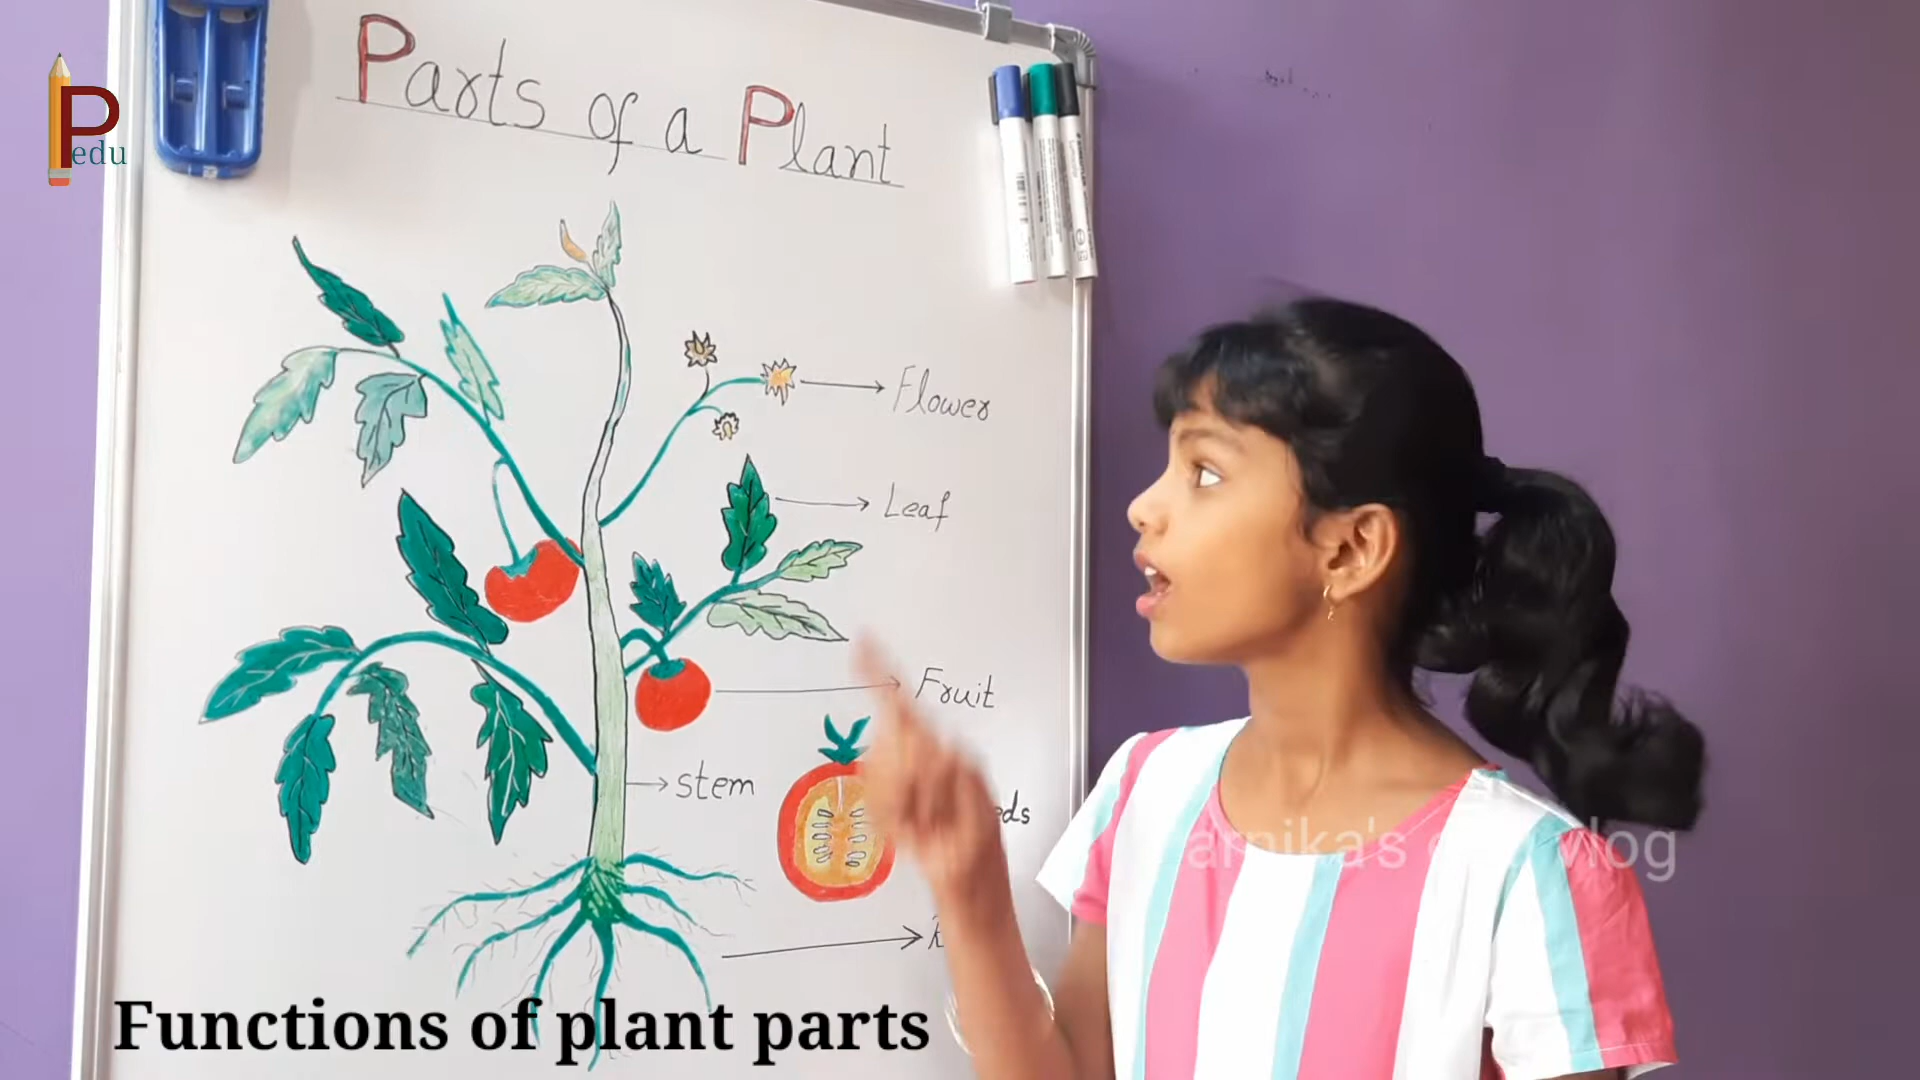 Parts of a Plant
P
edu
Flower
Leaf
Fruit
stem
Functions of plant parts